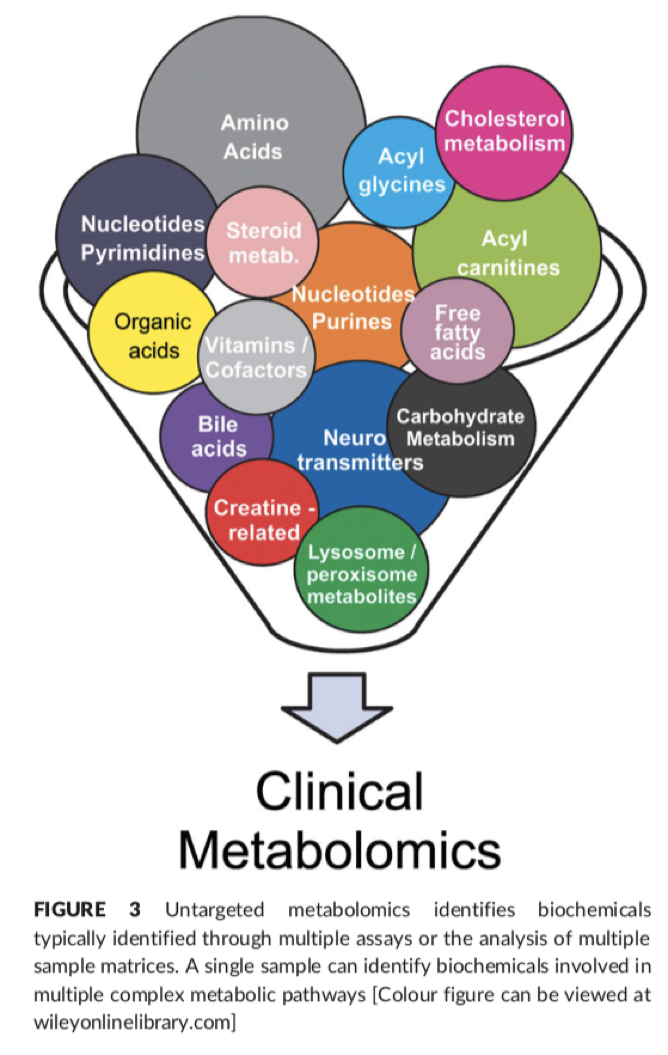 Amino
Acids
Cholesterol
metabolism
Acyl
glycines
Nucleotides
Pyrimidines
Steroid
metab.
Acyl
carnitines
Nucleotides
Purines
Organic
acids
Vitamins /
Cofactors
Free
fatty
acids
Bile
acids
Neuro
transmitters
Carbohydrate
Metabolism
Creatine -
related
Lysosome /
peroxisome
metabolites
Clinical
Metabolomics
FIGURE 3 Untargeted metabolomics identifies biochemicals
typically identified through multiple assays or the analysis of multiple
sample matrices. A single sample can identify biochemicals involved in
multiple complex metabolic pathways [Colour figure can be viewed at
wileyonlinelibrary.com]